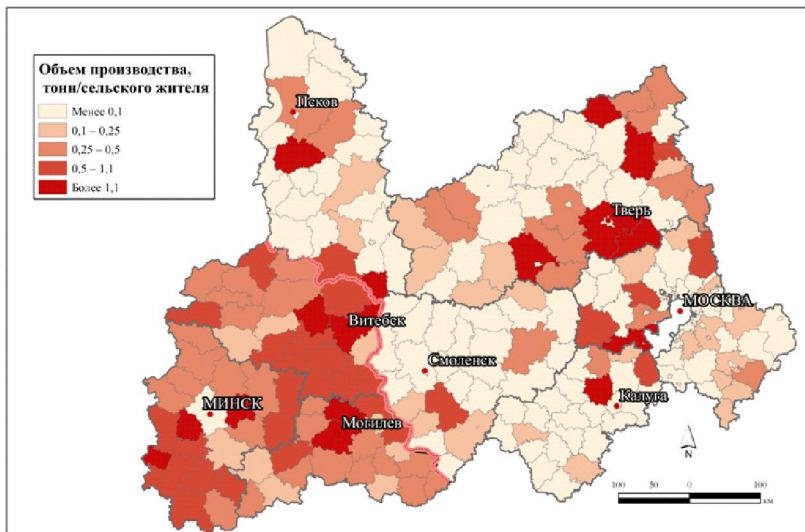 Объем производства,
тонн/сельского жителя
Менее 0,1
0,1 – 0,25
0,25 – 0,5
0,5 – 1,1
Более 1,1
Псков
Тверь
МОСКВА
Витебск
Смоленск
Калуга
МИНСК
Могилев
N
100 50 0 100
км